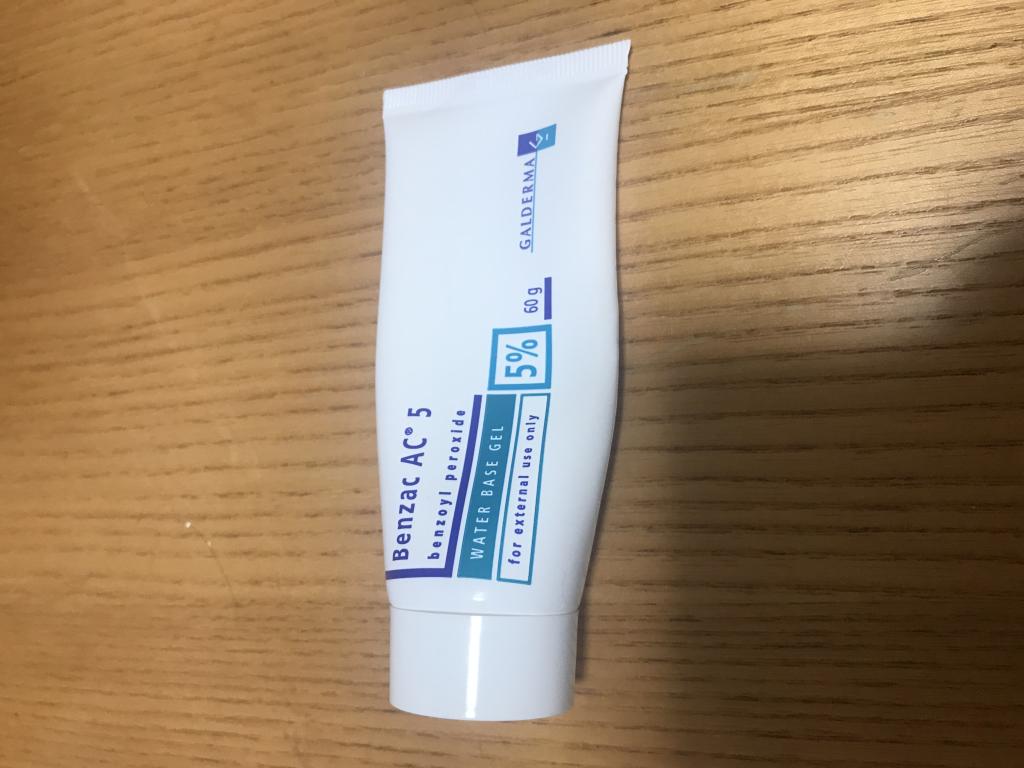 Benzac AC® 5
benzoyl peroxide
WATER BASE GEL
5%
for external use only
60 g
GALDERMA